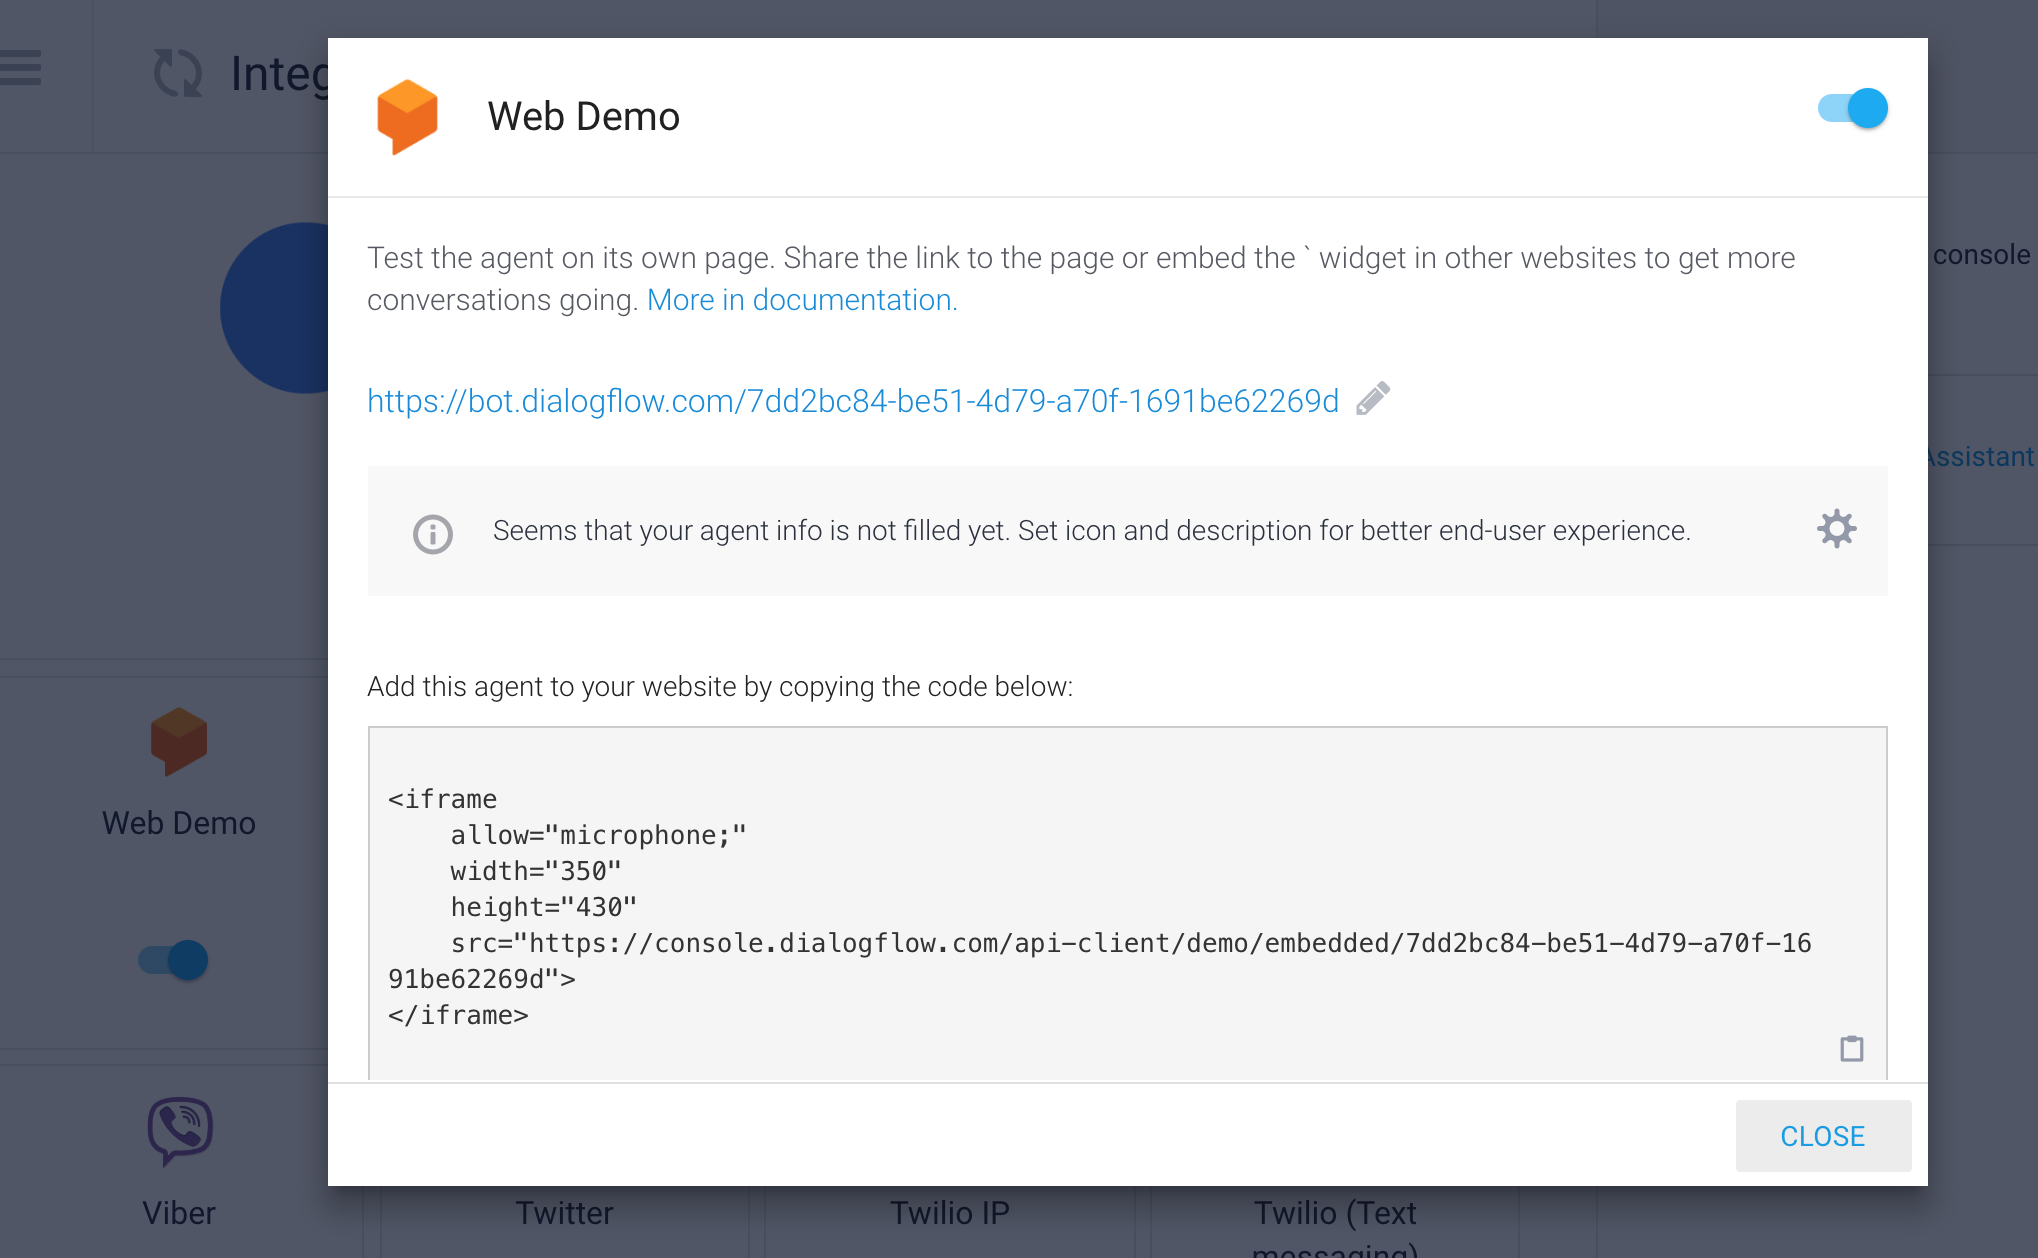 Integ
Web Demo
Test the agent on its own page. Share the link to the page or embed the ` widget in other websites to get more
conversations going. More in documentation.
console
https://bot.dialogflow.com/7dd2bc84-be51-4d79-a70f-1691be62269d
Assistant
Seems that your agent info is not filled yet. Set icon and description for better end-user experience.
Add this agent to your website by copying the code below:
<iframe
    allow="microphone;"
    width="350"
    height="430"
    src="https://console.dialogflow.com/api-client/demo/embedded/7dd2bc84-be51-4d79-a70f-16
91be62269d">
</iframe>
Web Demo
CLOSE
Viber
Twitter
Twilio IP
Twilio (Text
messaging)